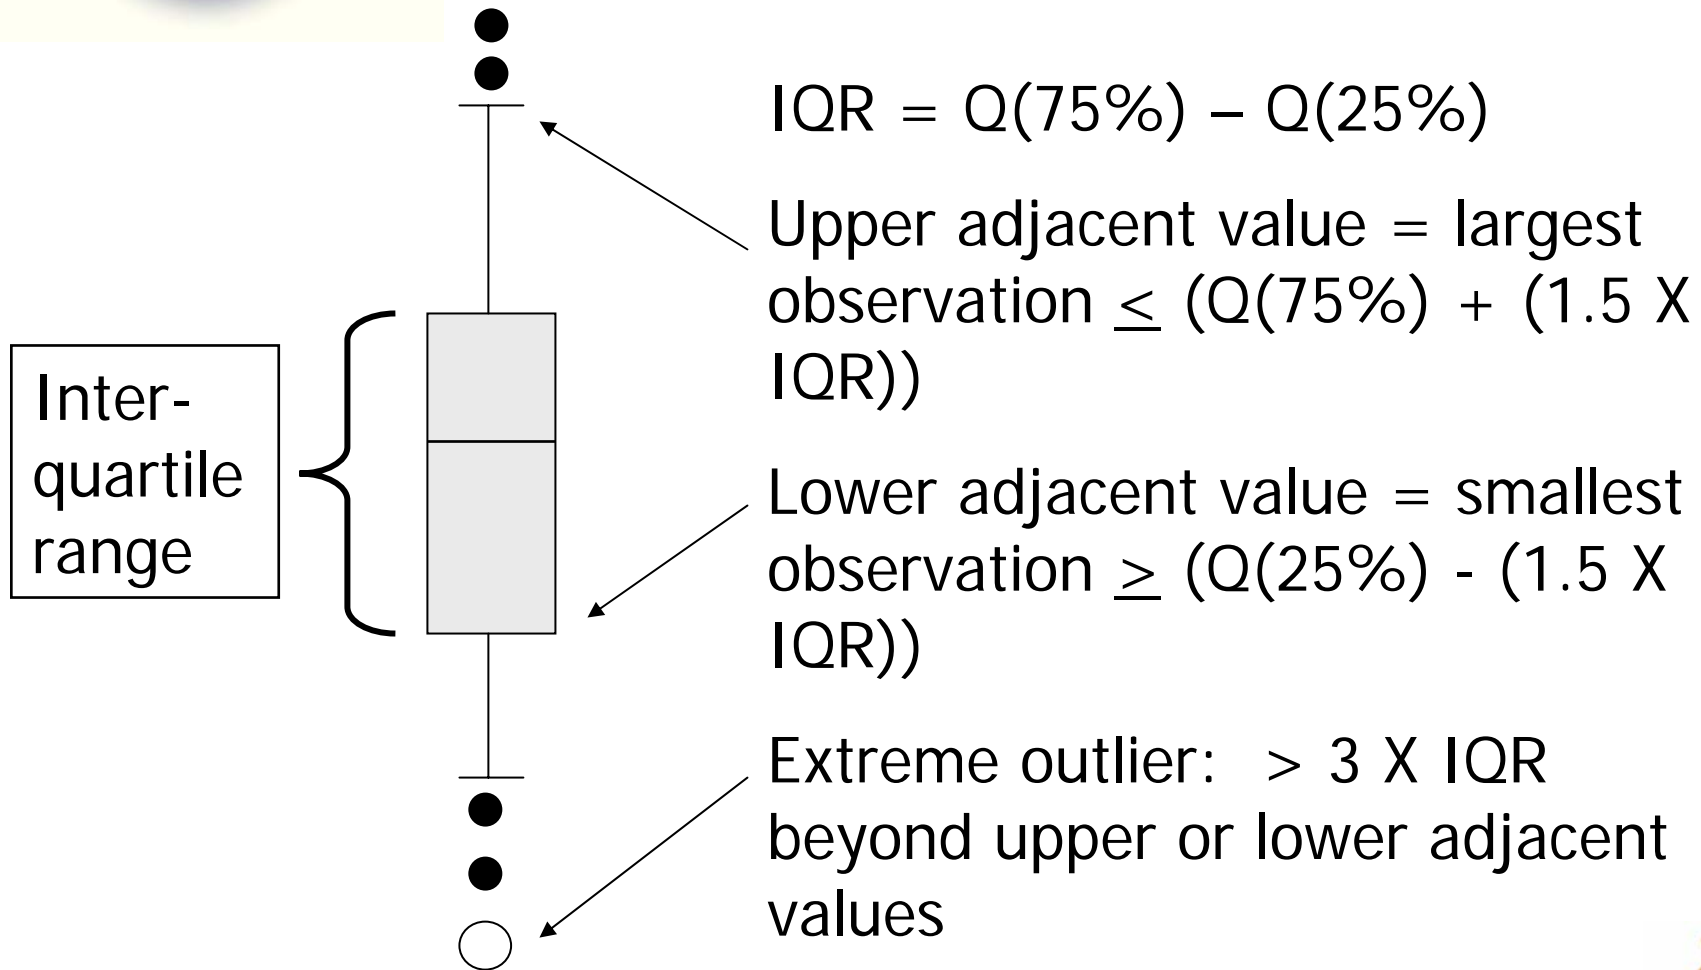 IQR = Q(75%) – Q(25%)
Upper adjacent value = largest
observation < (Q(75%) + (1.5 X
IQR))
Inter-
quartile
range
Lower adjacent value = smallest
observation > (Q(25%) - (1.5 X
IQR))
Extreme outlier:  > 3 X IQR
beyond upper or lower adjacent
values